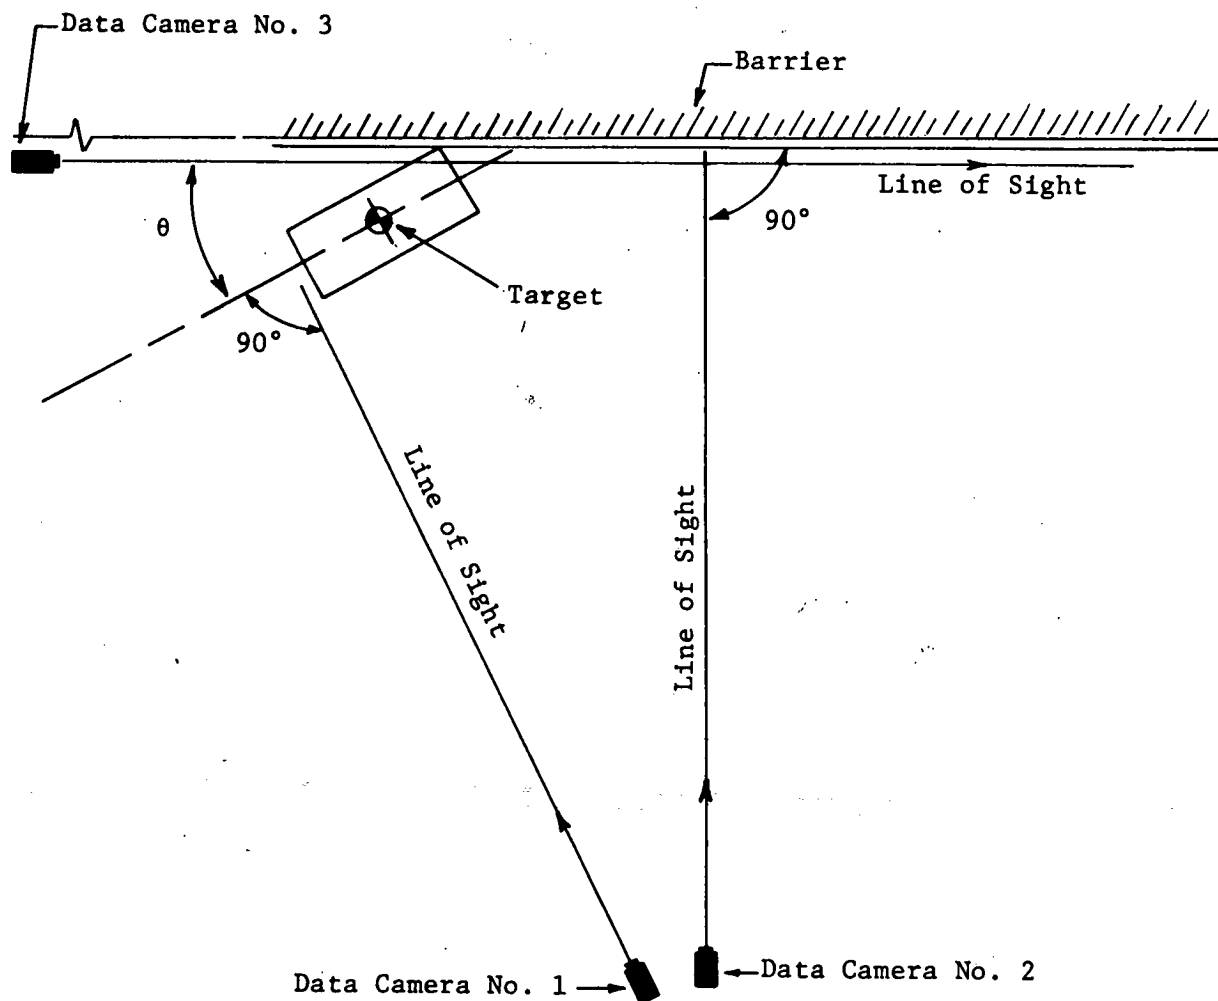 Data Camera No. 3
Barrier
Line of Sight
90°
θ
Target
90°
Line of Sight
Line of Sight
Data Camera No. 1
Data Camera No. 2